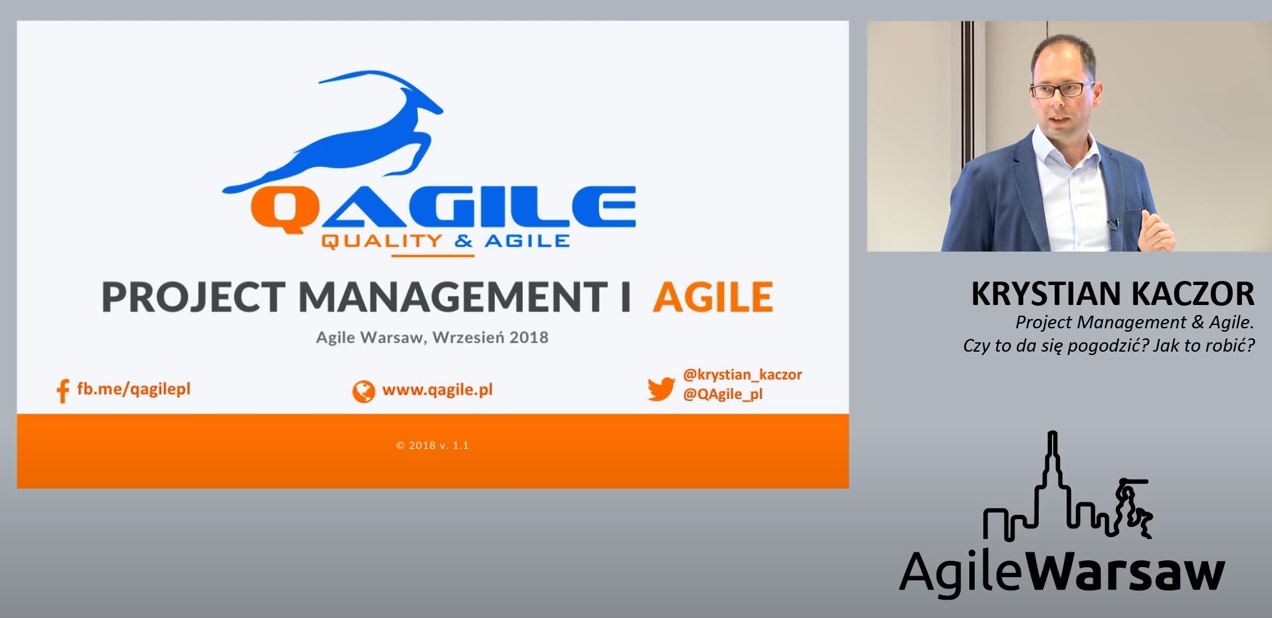 QAGILE
QUALITY & AGILE
PROJECT MANAGEMENT I AGILE
Agile Warsaw, Wrzesień 2018
fb.me/qagilepl
www.qagile.pl
@krystian_kaczor
@QAgile_pl
© 2018 v. 1.1
KRYSTIAN KACZOR
Project Management & Agile.
Czy to da się pogodzić? Jak to robić?
AgileWarsaw